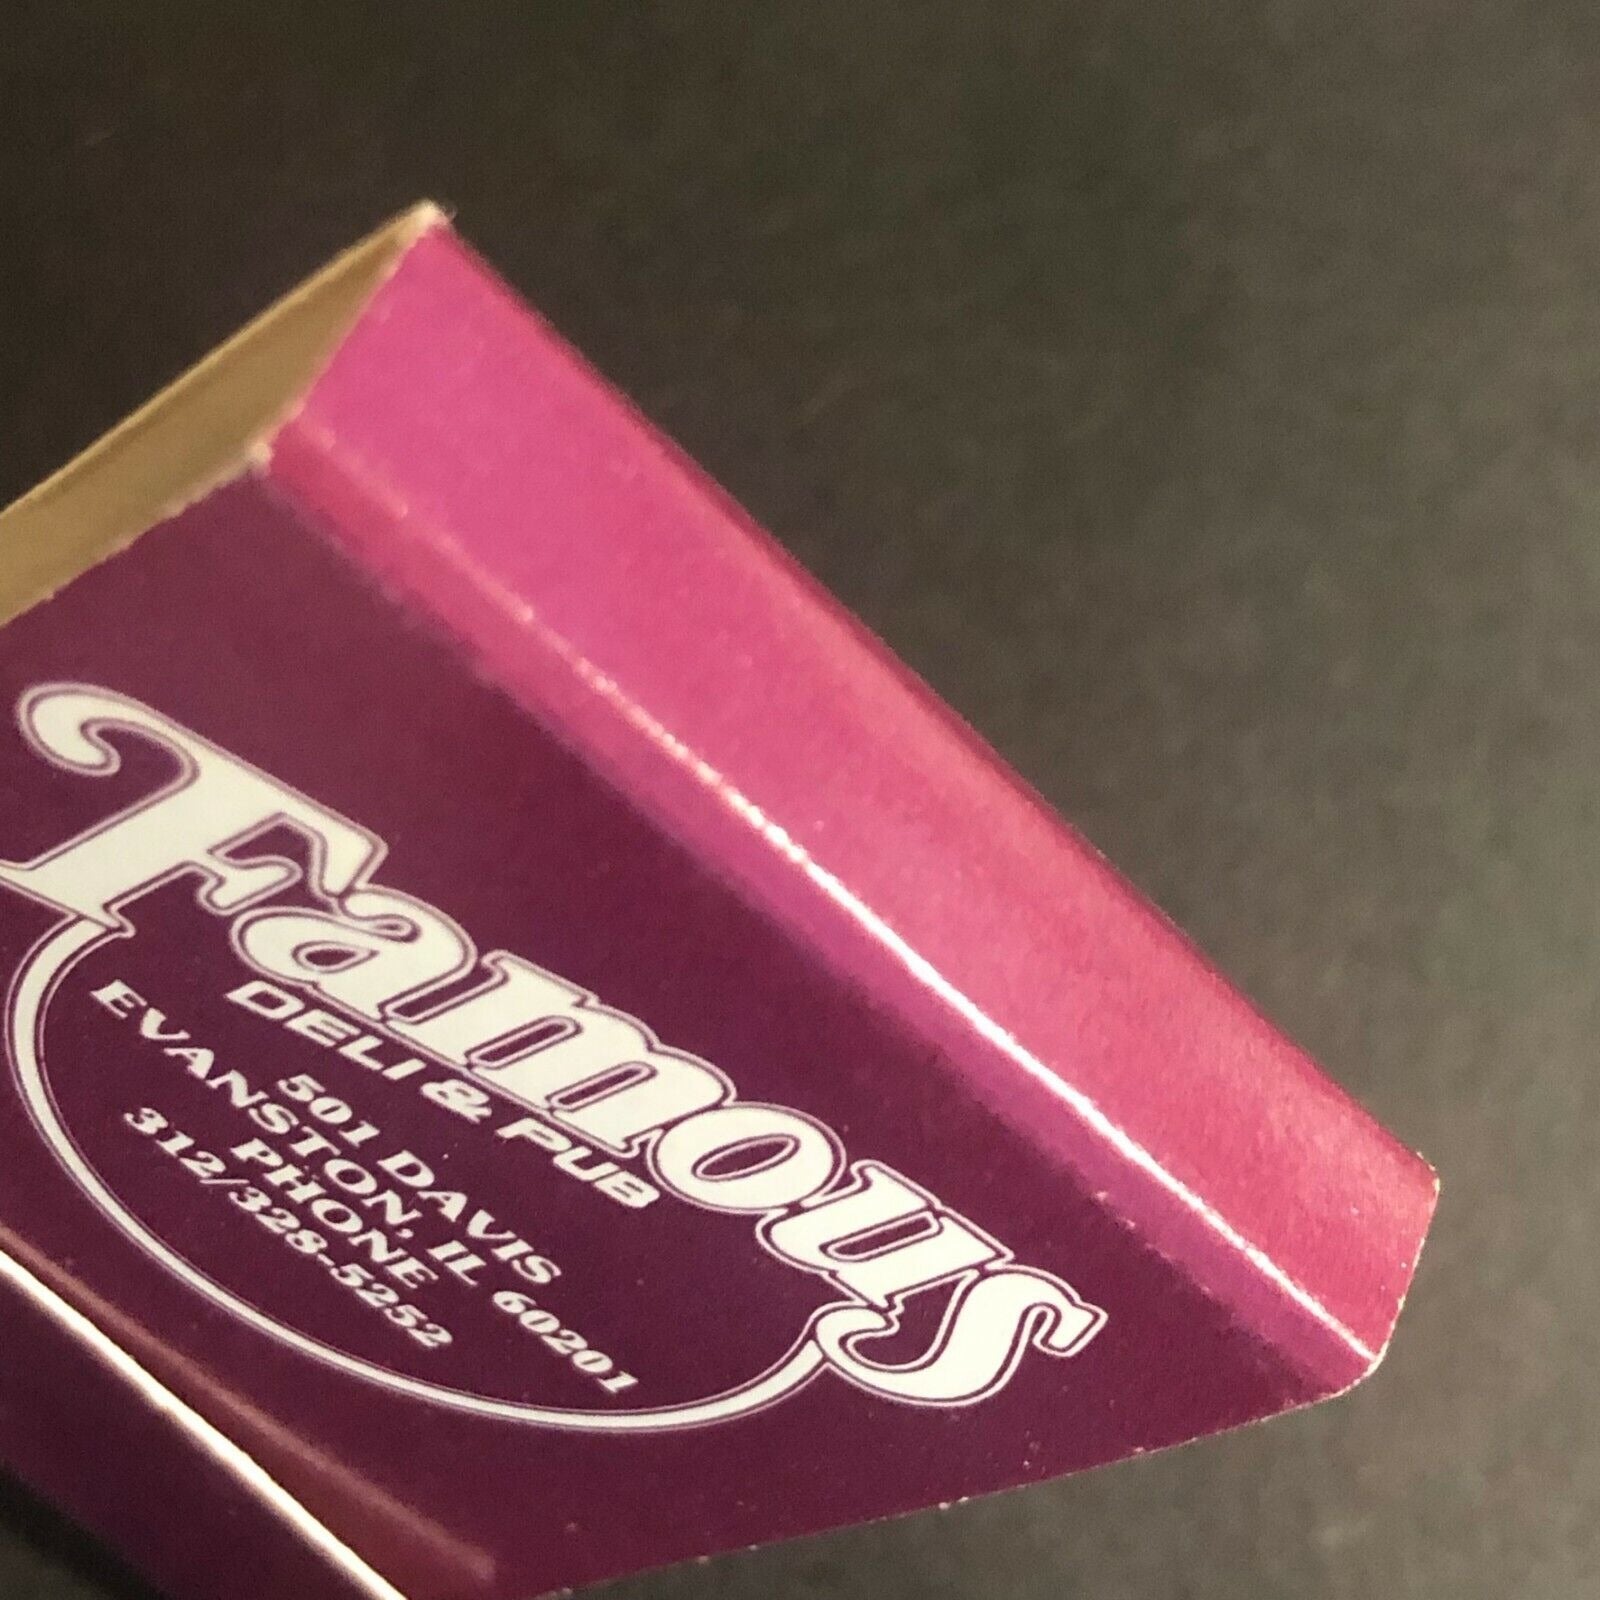 Famous
DELI & PUB
501 DAVIS
EVANSTON, IL 60201
PHONE
312/328-5252